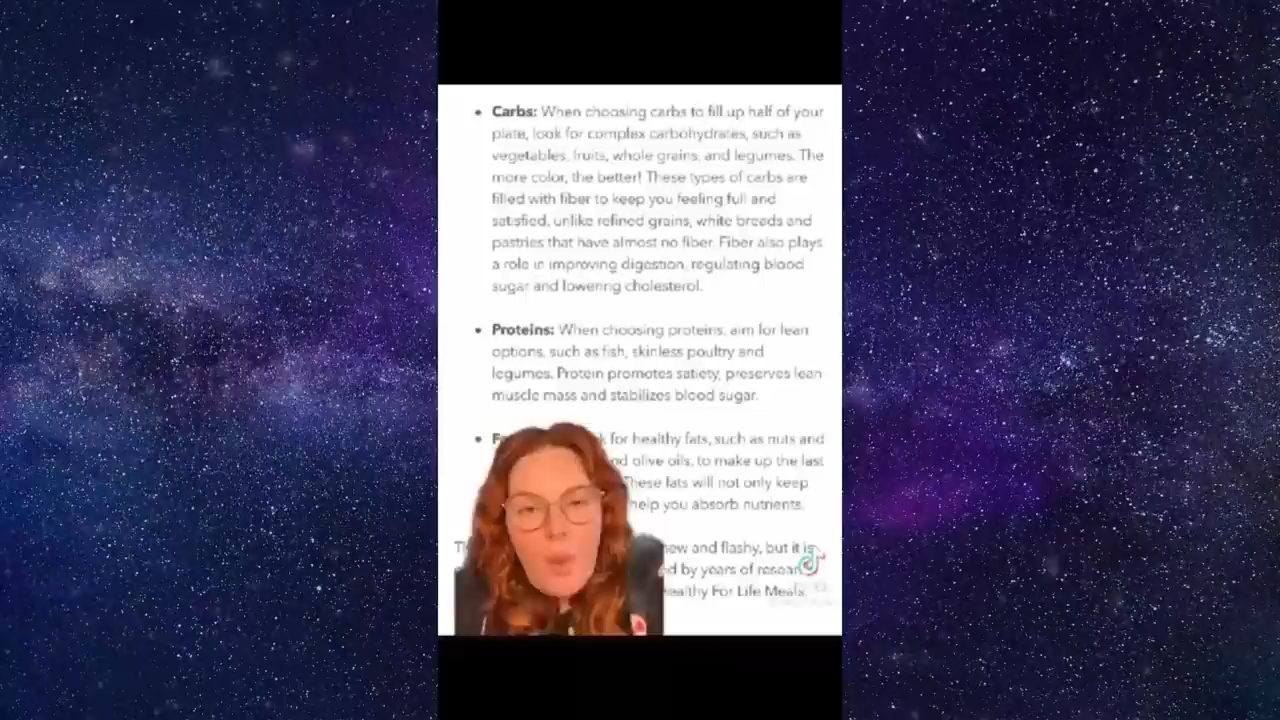 • Carbs: When choosing carbs to fill up half of your
plate, look for complex carbohydrates, such as
vegetables, fruits, whole grains, and legumes. The
more color, the better! These types of carbs are
filled with fiber to keep you feeling full and
satisfied, unlike refined grains, white breads and
pastries that have almost no fiber. Fiber also plays
a role in improving digestion, regulating blood
sugar and lowering cholesterol.
• Proteins: When choosing proteins, aim for lean
options, such as fish, skinless poultry and
legumes. Protein promotes satiety, preserves lean
muscle mass and stabilizes blood sugar.
• for healthy fats, such as nuts and
olive oils, to make up the last
These fats will not only keep
help you absorb nutrients.
new and flashy, but it is
by years of
Healthy For Life Meals.